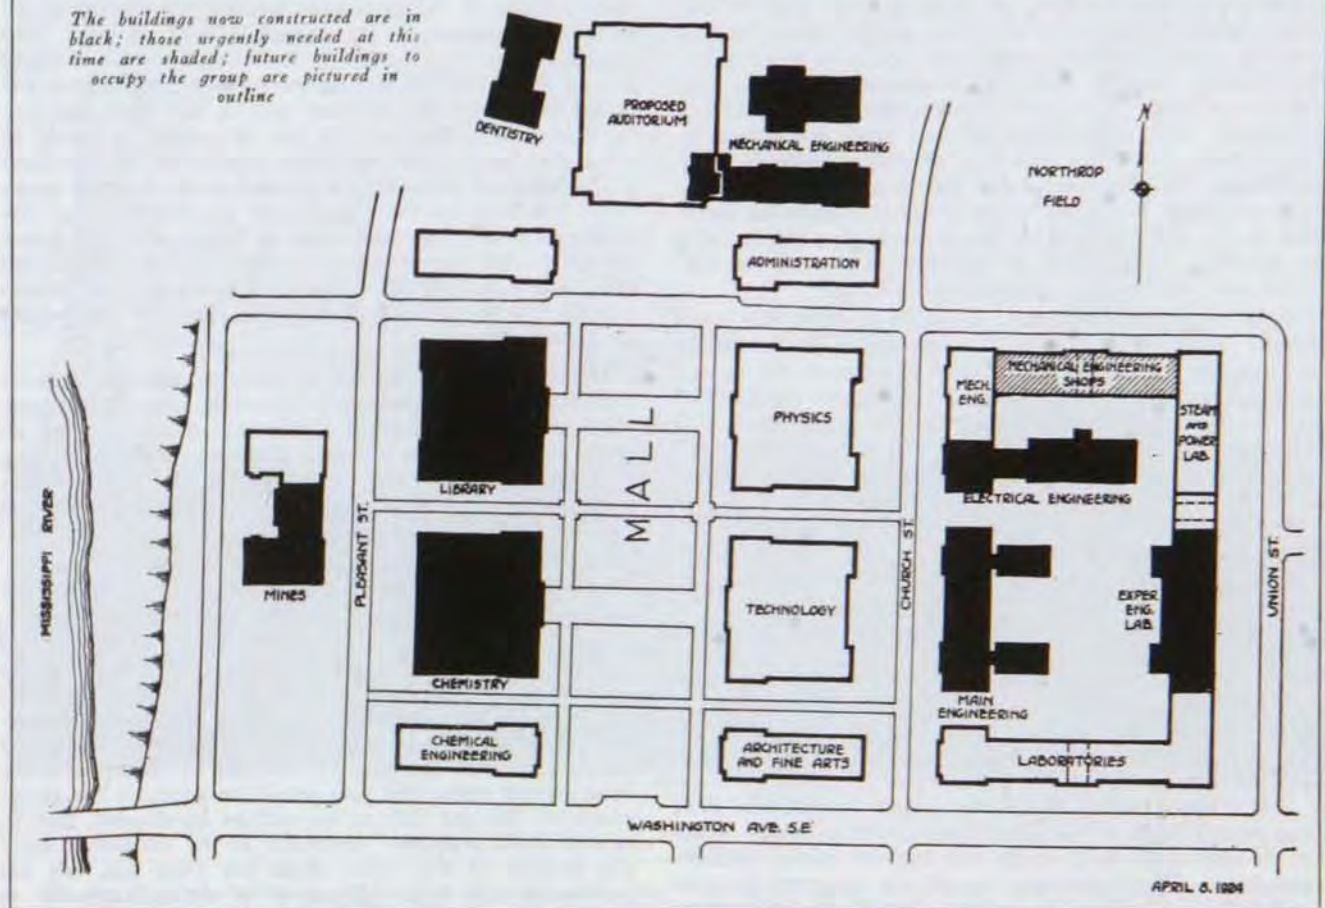 The buildings now constructed are in
black; those urgently needed at this
time are shaded; future buildings to
occupy the group are pictured in
outline
DENTISTRY
PROPOSED
AUDITORIUM
MECHANICAL ENGINEERING
N
NORTHROP
FIELD
ADMINISTRATION
MECH.
ENG.
MECHANICAL ENGINEERING
SHOPS
STEAM
AND
POWER
LAB.
PHYSICS
MALL
LIBRARY
ELECTRICAL ENGINEERING
MISSISSIPPI RIVER
MINES
PLEASANT ST.
CHURCH ST.
UNION ST.
TECHNOLOGY
EXPER.
ENG.
LAB.
CHEMISTRY
MAIN
ENGINEERING
CHEMICAL
ENGINEERING
ARCHITECTURE
AND FINE ARTS
LABORATORIES
WASHINGTON AVE. S.E.
APRIL 8, 1924